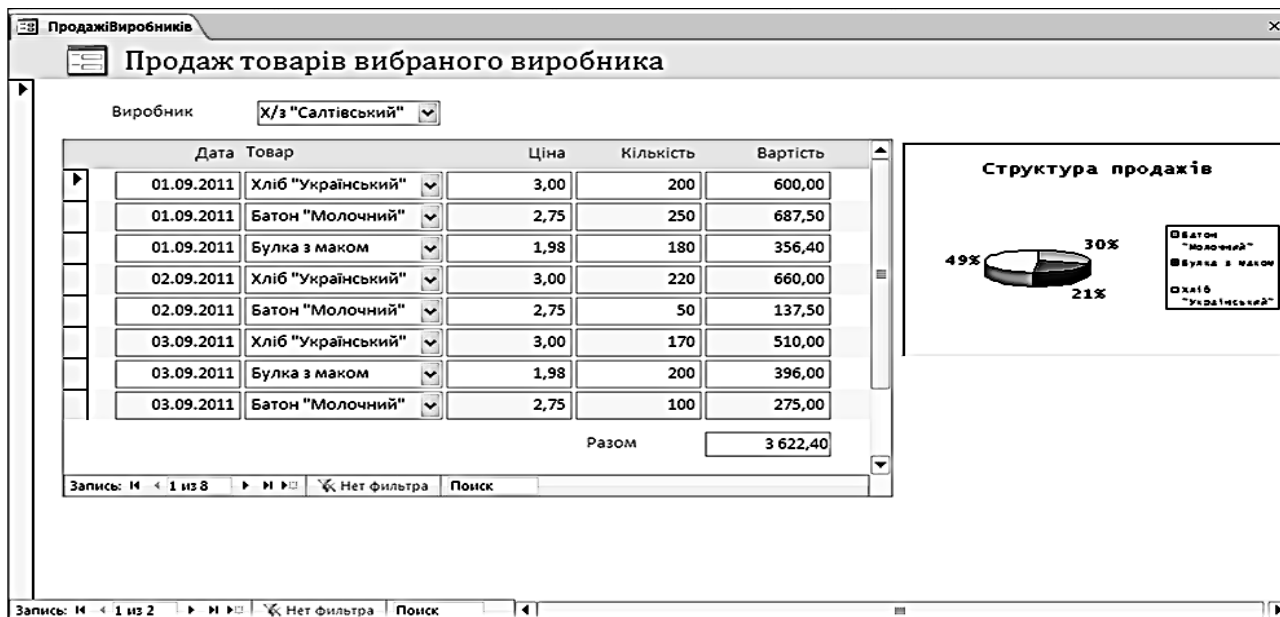 ПродажіВиробників
Продаж товарів вибраного виробника
Виробник Х/з "Салтівський"
Дата Товар Ціна Кількість Вартість
01.09.2011 Хліб "Український" 3,00 200 600,00
01.09.2011 Батон "Молочний" 2,75 250 687,50
01.09.2011 Булка з маком 1,98 180 356,40
02.09.2011 Хліб "Український" 3,00 220 660,00
02.09.2011 Батон "Молочний" 2,75 50 137,50
03.09.2011 Хліб "Український" 3,00 170 510,00
03.09.2011 Булка з маком 1,98 200 396,00
03.09.2011 Батон "Молочний" 2,75 100 275,00
Разом 3 622,40
Запись: 1 из 8 Нет фильтра Поиск
Структура продажів
49%
30%
21%
Батон
"Молочний"
Булка з маком
Хліб
"Український"
Запись: 1 из 2 Нет фильтра Поиск